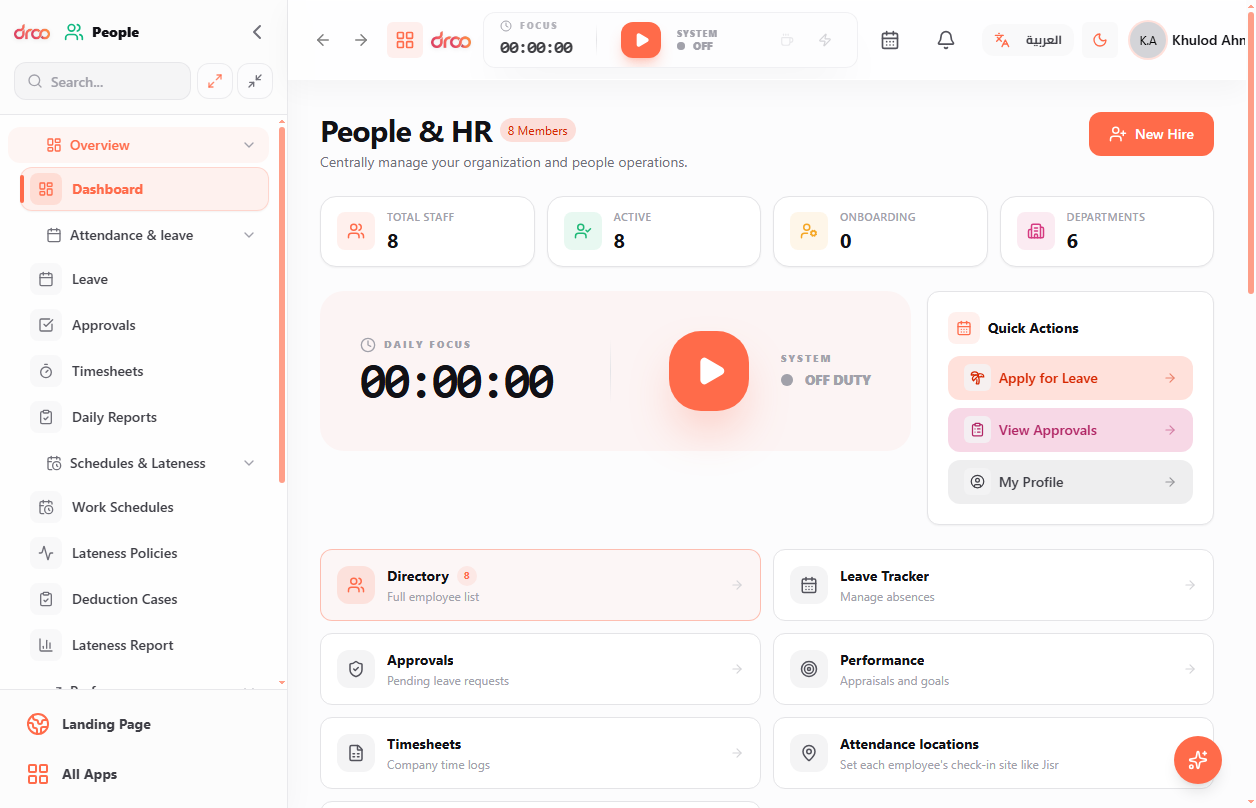 droo People
Search...
Overview
Dashboard
Attendance & leave
Leave
Approvals
Timesheets
Daily Reports
Schedules & Lateness
Work Schedules
Lateness Policies
Deduction Cases
Lateness Report
Landing Page
All Apps
droo
FOCUS
00:00:00
SYSTEM
OFF
العربية
K.A
Khulod Ahm
People & HR
8 Members
Centrally manage your organization and people operations.
New Hire
TOTAL STAFF
8
ACTIVE
8
ONBOARDING
0
DEPARTMENTS
6
DAILY FOCUS
00:00:00
SYSTEM
OFF DUTY
Quick Actions
Apply for Leave
View Approvals
My Profile
Directory 8
Full employee list
Leave Tracker
Manage absences
Approvals
Pending leave requests
Performance
Appraisals and goals
Timesheets
Company time logs
Attendance locations
Set each employee's check-in site like Jisr